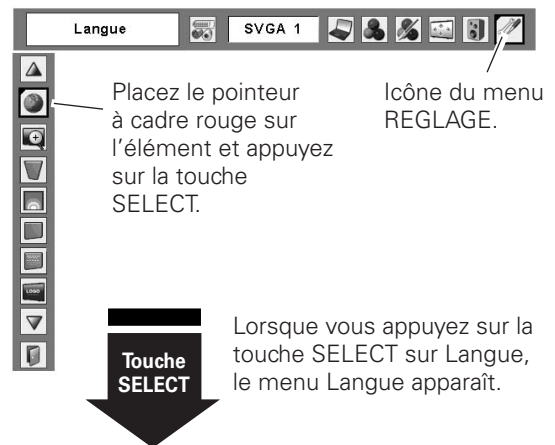 Langue SVGA 1
Placez le pointeur
à cadre rouge sur
l'élément et appuyez
sur la touche
SELECT.
Icône du menu
REGLAGE.
LOGO
Touche
SELECT
Lorsque vous appuyez sur la
touche SELECT sur Langue,
le menu Langue apparaît.